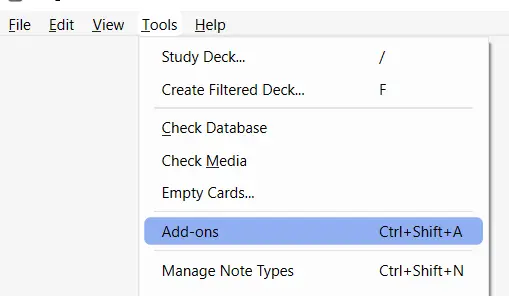 File Edit View Tools Help
Study Deck... /
Create Filtered Deck... F
Check Database
Check Media
Empty Cards...
Add-ons Ctrl+Shift+A
Manage Note Types Ctrl+Shift+N